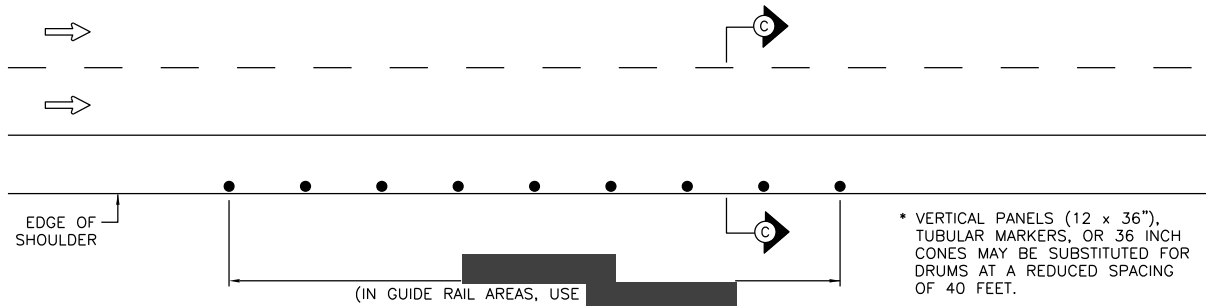 C
EDGE OF
SHOULDER
C
* VERTICAL PANELS (12 x 36"),
TUBULAR MARKERS, OR 36 INCH
CONES MAY BE SUBSTITUTED FOR
DRUMS AT A REDUCED SPACING
OF 40 FEET.
(IN GUIDE RAIL AREAS, USE